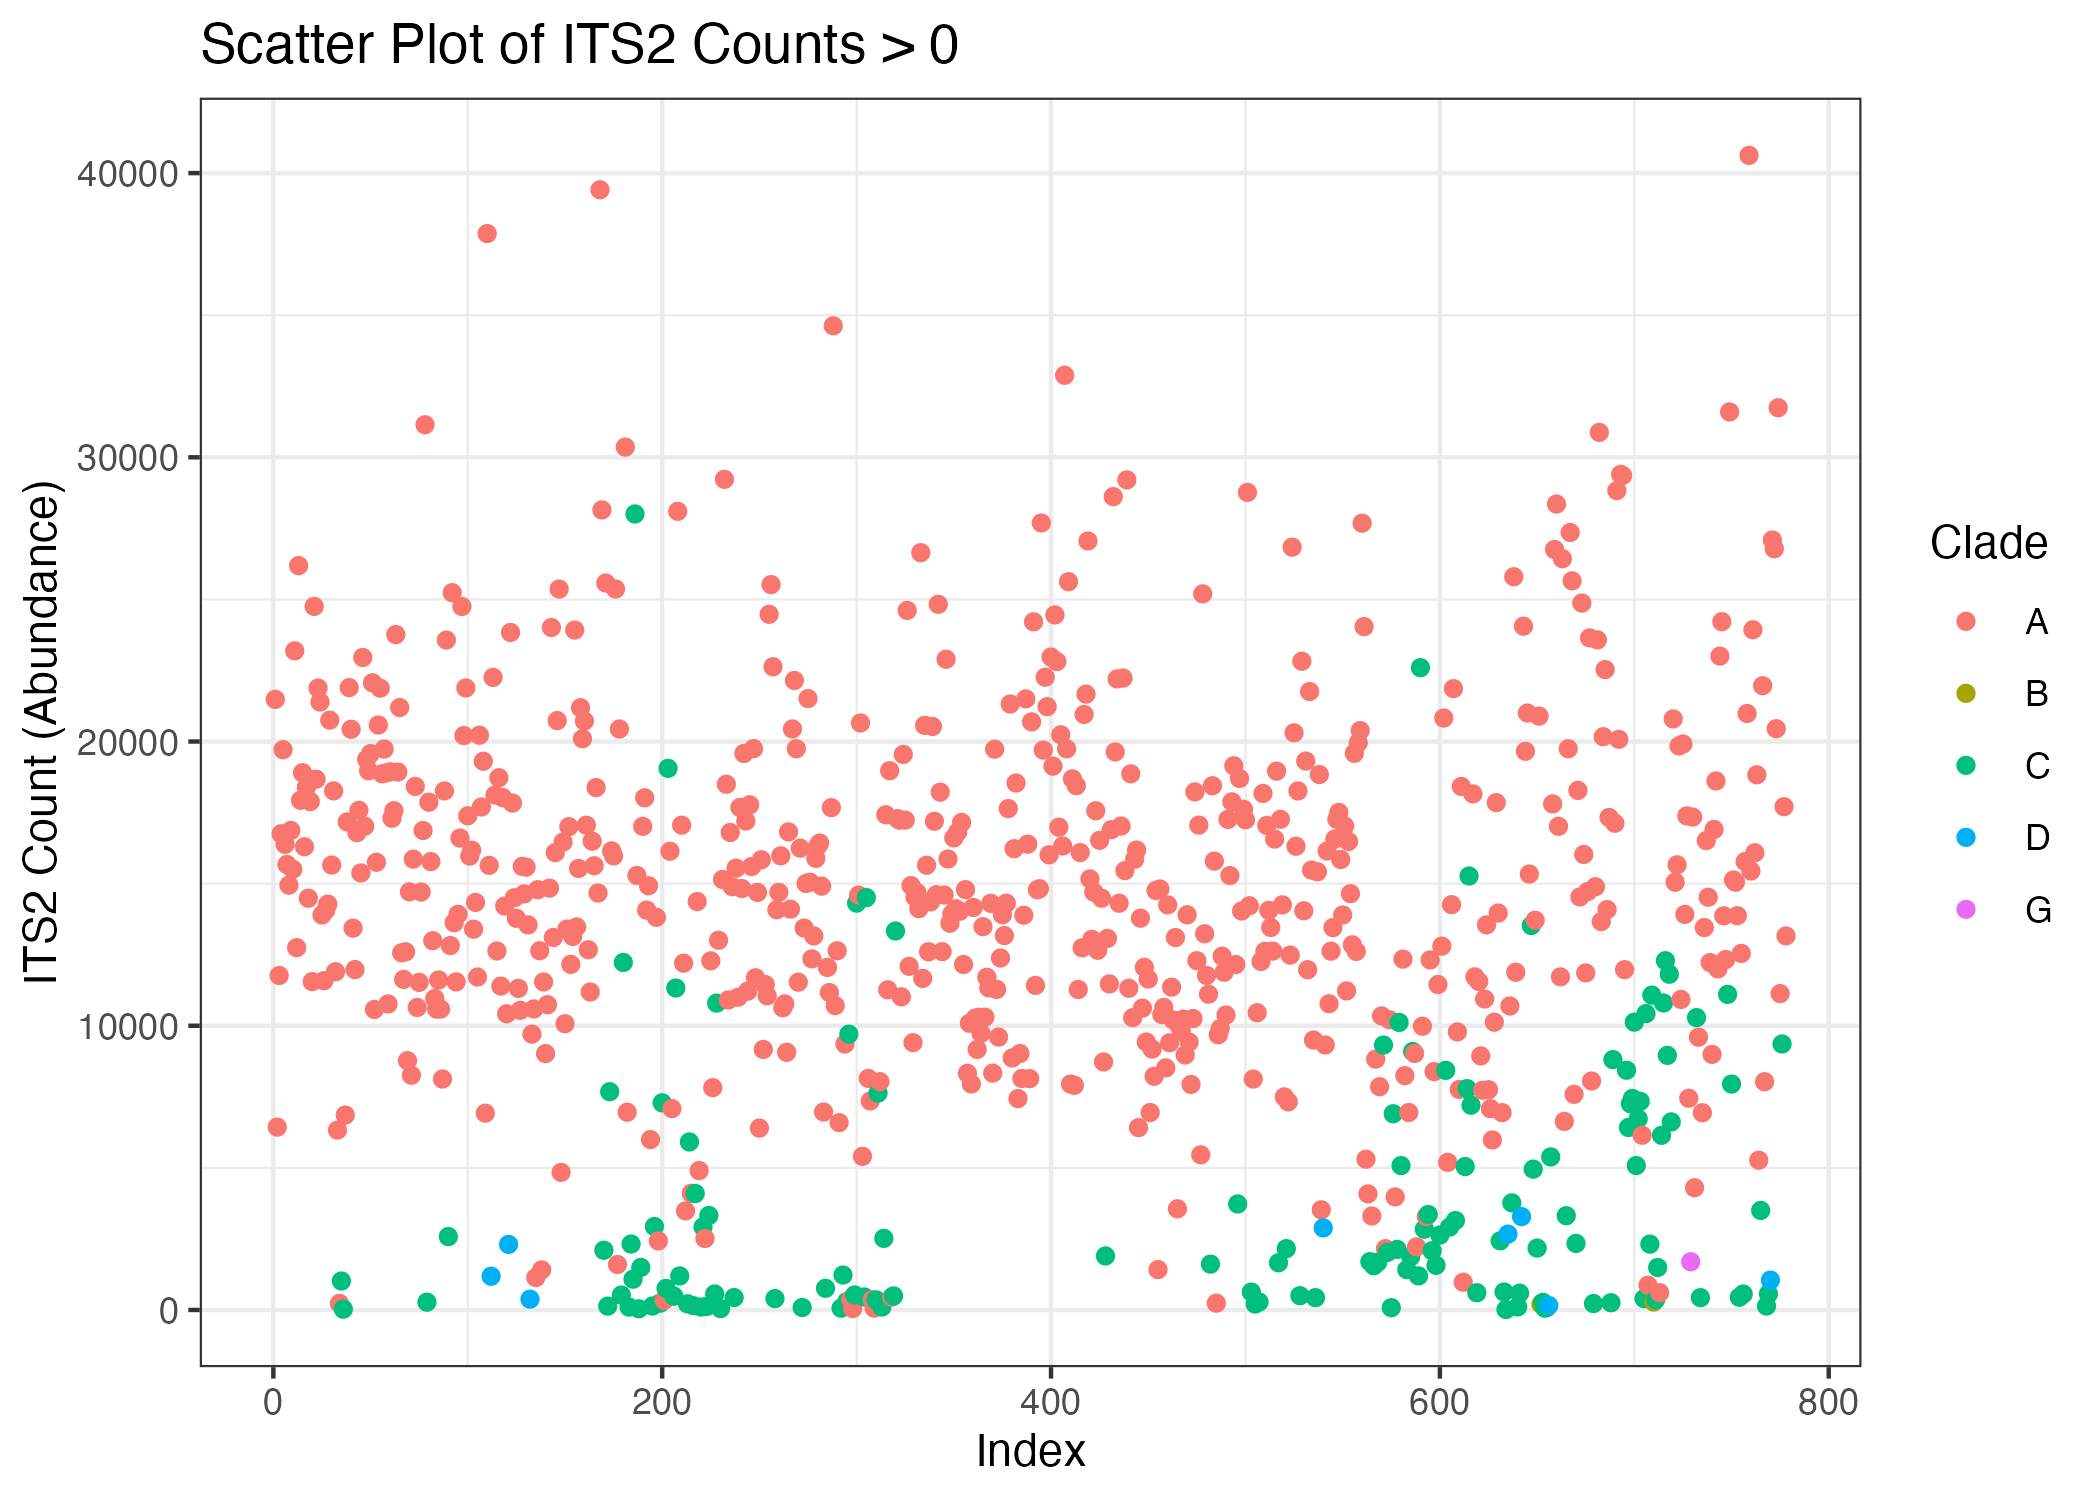 Scatter Plot of ITS2 Counts > 0
ITS2 Count (Abundance)
40000
30000
20000
10000
0
0
200
400
600
800
Index
Clade
A
B
C
D
G